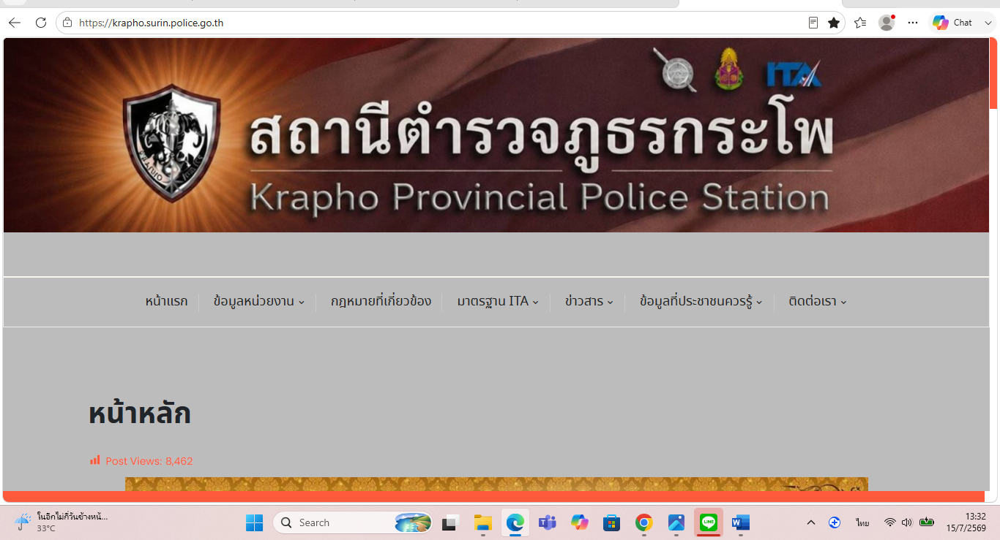 https://krapho.surin.police.go.th
Chat
ITA
สถานีตำรวจภูธรกระโพ
Krapho Provincial Police Station
หน้าแรก ข้อมูลหน่วยงาน กฎหมายที่เกี่ยวข้อง มาตรฐาน ITA ข่าวสาร ข้อมูลที่ประชาชนควรรู้ ติดต่อเรา
หน้าหลัก
Post Views: 8,462
ในอีกไม่กี่วันข้างหน้...
33°C
Search
LINE
ไทย
13:32
15/7/2569